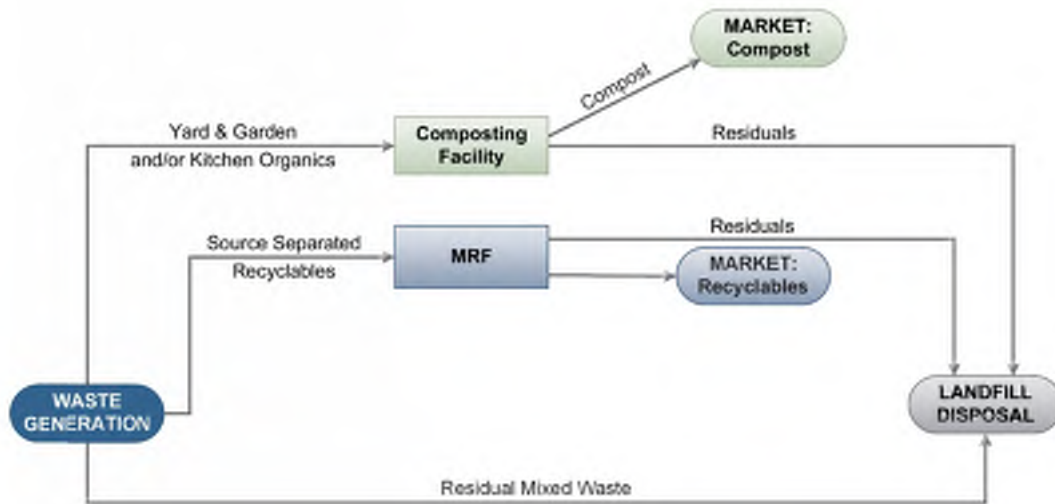 MARKET:
Compost
Compost
Yard & Garden
and/or Kitchen Organics
Composting
Facility
Residuals
Source Separated
Recyclables
MRF
Residuals
MARKET:
Recyclables
WASTE
GENERATION
LANDFILL
DISPOSAL
Residual Mixed Waste